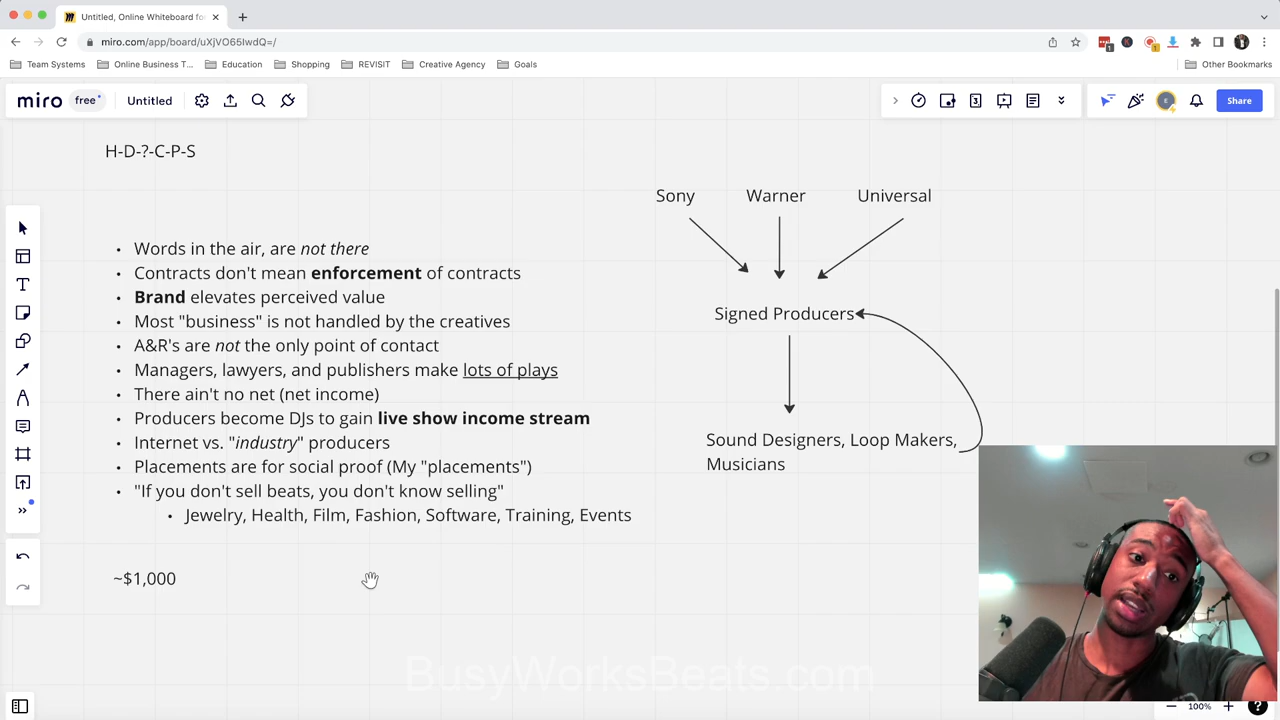 Untitled, Online Whiteboard for
miro.com/app/board/uXjVO65IwdQ=/
Team Systems
Online Business T...
Education
Shopping
REVISIT
Creative Agency
Goals
Other Bookmarks
miro free Untitled
3
E
Share
H-D-?-C-P-S
Sony Warner Universal
• Words in the air, are not there
• Contracts don't mean enforcement of contracts
• Brand elevates perceived value
• Most "business" is not handled by the creatives
• A&R's are not the only point of contact
• Managers, lawyers, and publishers make lots of plays
• There ain't no net (net income)
• Producers become DJs to gain live show income stream
• Internet vs. "industry" producers
• Placements are for social proof (My "placements")
• "If you don't sell beats, you don't know selling"
• Jewelry, Health, Film, Fashion, Software, Training, Events
~$1,000
Signed Producers
Sound Designers, Loop Makers,
Musicians
BusyWorksBeats.com
100%
?